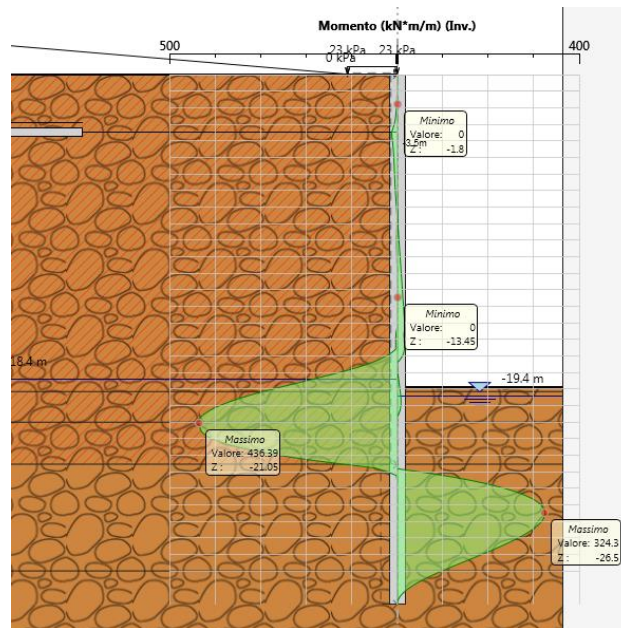 Momento (kN*m/m) (Inv.)
500
23 kPa 23 kPa
400
0 kPa
Minimo
Valore: 0
Z : -1.8
-3.5m
Minimo
Valore: 0
Z : -13.45
18.4 m
-19.4 m
Massimo
Valore: 436.39
Z : -21.05
Massimo
Valore: 324.3
Z : -26.5